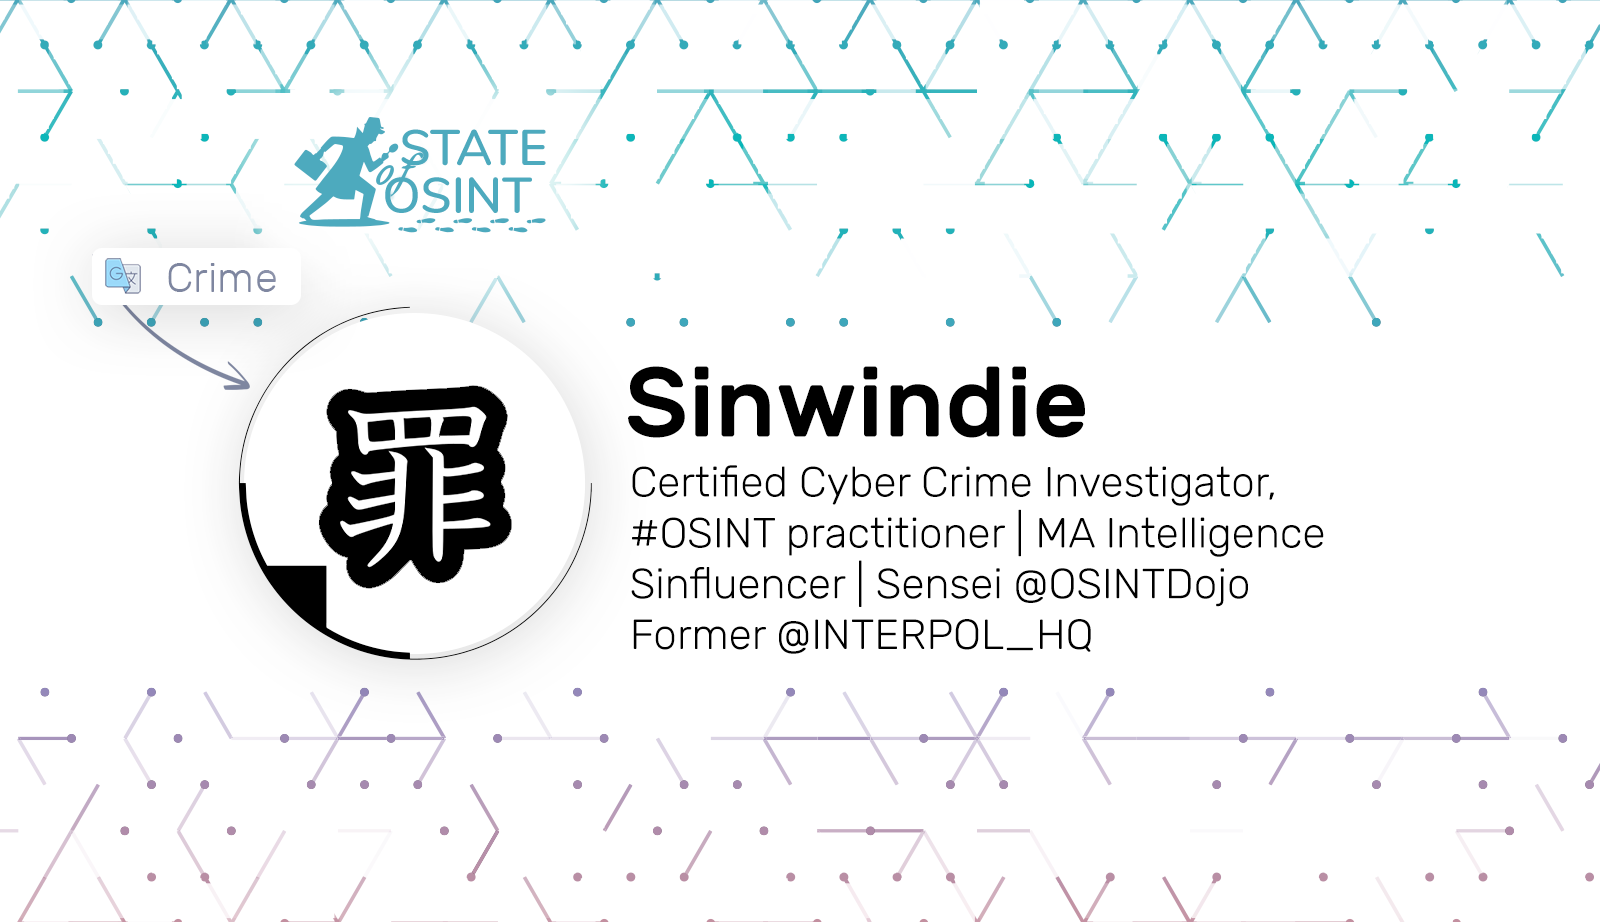 STATE
of
OSINT
Crime
罪
Sinwindie
Certified Cyber Crime Investigator,
#OSINT practitioner | MA Intelligence
Sinfluencer | Sensei @OSINTDojo
Former @INTERPOL_HQ